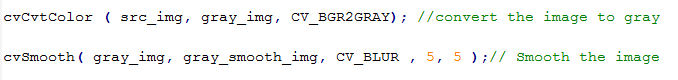 cvCvtColor ( src_img, gray_img, CV_BGR2GRAY); //convert the image to gray
cvSmooth( gray_img, gray_smooth_img, CV_BLUR , 5, 5 );// Smooth the image